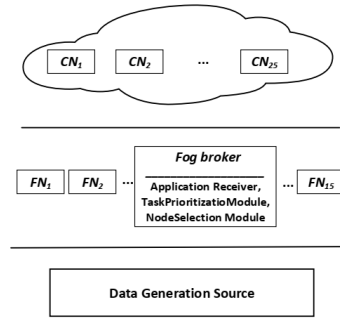 CN1 CN2 ... CN25
Fog broker
FN1 FN2 ... ... FN15
Application Receiver,
TaskPrioritizatioModule,
NodeSelection Module
Data Generation Source